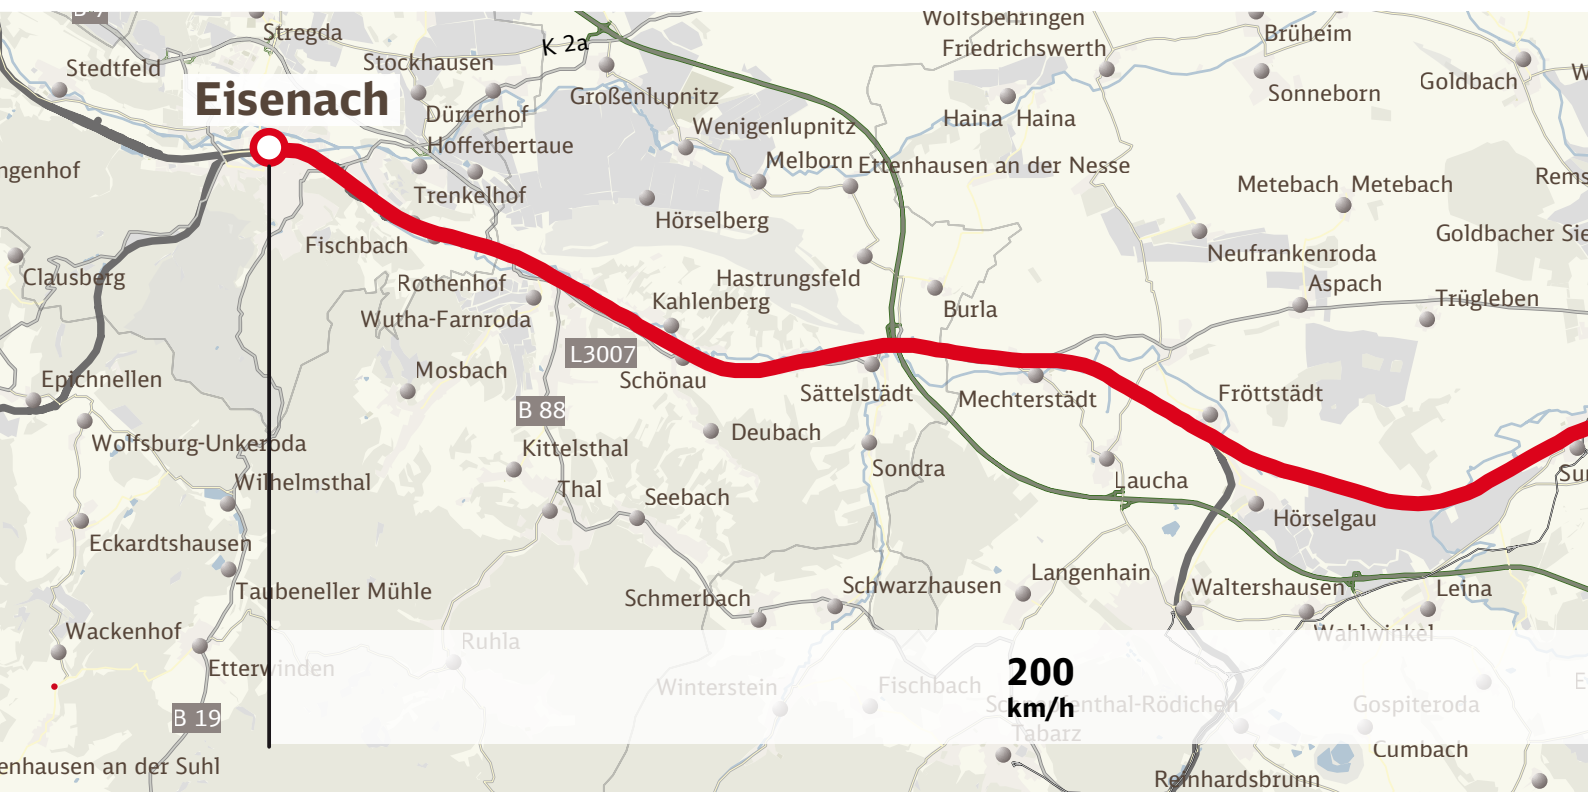 Wolfsbehringen
Stregda
Brüheim
K 2a
Friedrichswerth
Stockhausen
Stedtfeld
Goldbach
Sonneborn
Großenlupnitz
Eisenach
Dürrerhof
Haina Haina
Wenigenlupnitz
Hofferbertaue
Melborn
Ettenhausen an der Nesse
ngenhof
Rems
Metebach Metebach
Trenkelhof
Hörselberg
Goldbacher Sie
Fischbach
Neufrankenroda
Clausberg
Hastrungsfeld
Rothenhof
Aspach
Kahlenberg
Trügleben
Burla
Wutha-Farnroda
L3007
Mosbach
Epichnellen
Schönau
Sättelstädt
Fröttstädt
Mechterstädt
B 88
Deubach
Wolfsburg-Unkeroda
Kittelsthal
Sondra
Sun
Wilhelmsthal
Laucha
Thal
Seebach
Hörselgau
Eckardtshausen
Langenhain
Schwarzhausen
Waltershausen
Leina
Taubeneller Mühle
Schmerbach
Wackenhof
Wahlwinkel
Ruhla
Etterwinden
200
km/h
Winterstein
Fischbach
Gospiteroda
B 19
Tabarz
Cumbach
enhausen an der Suhl
Reinhardsbrunn